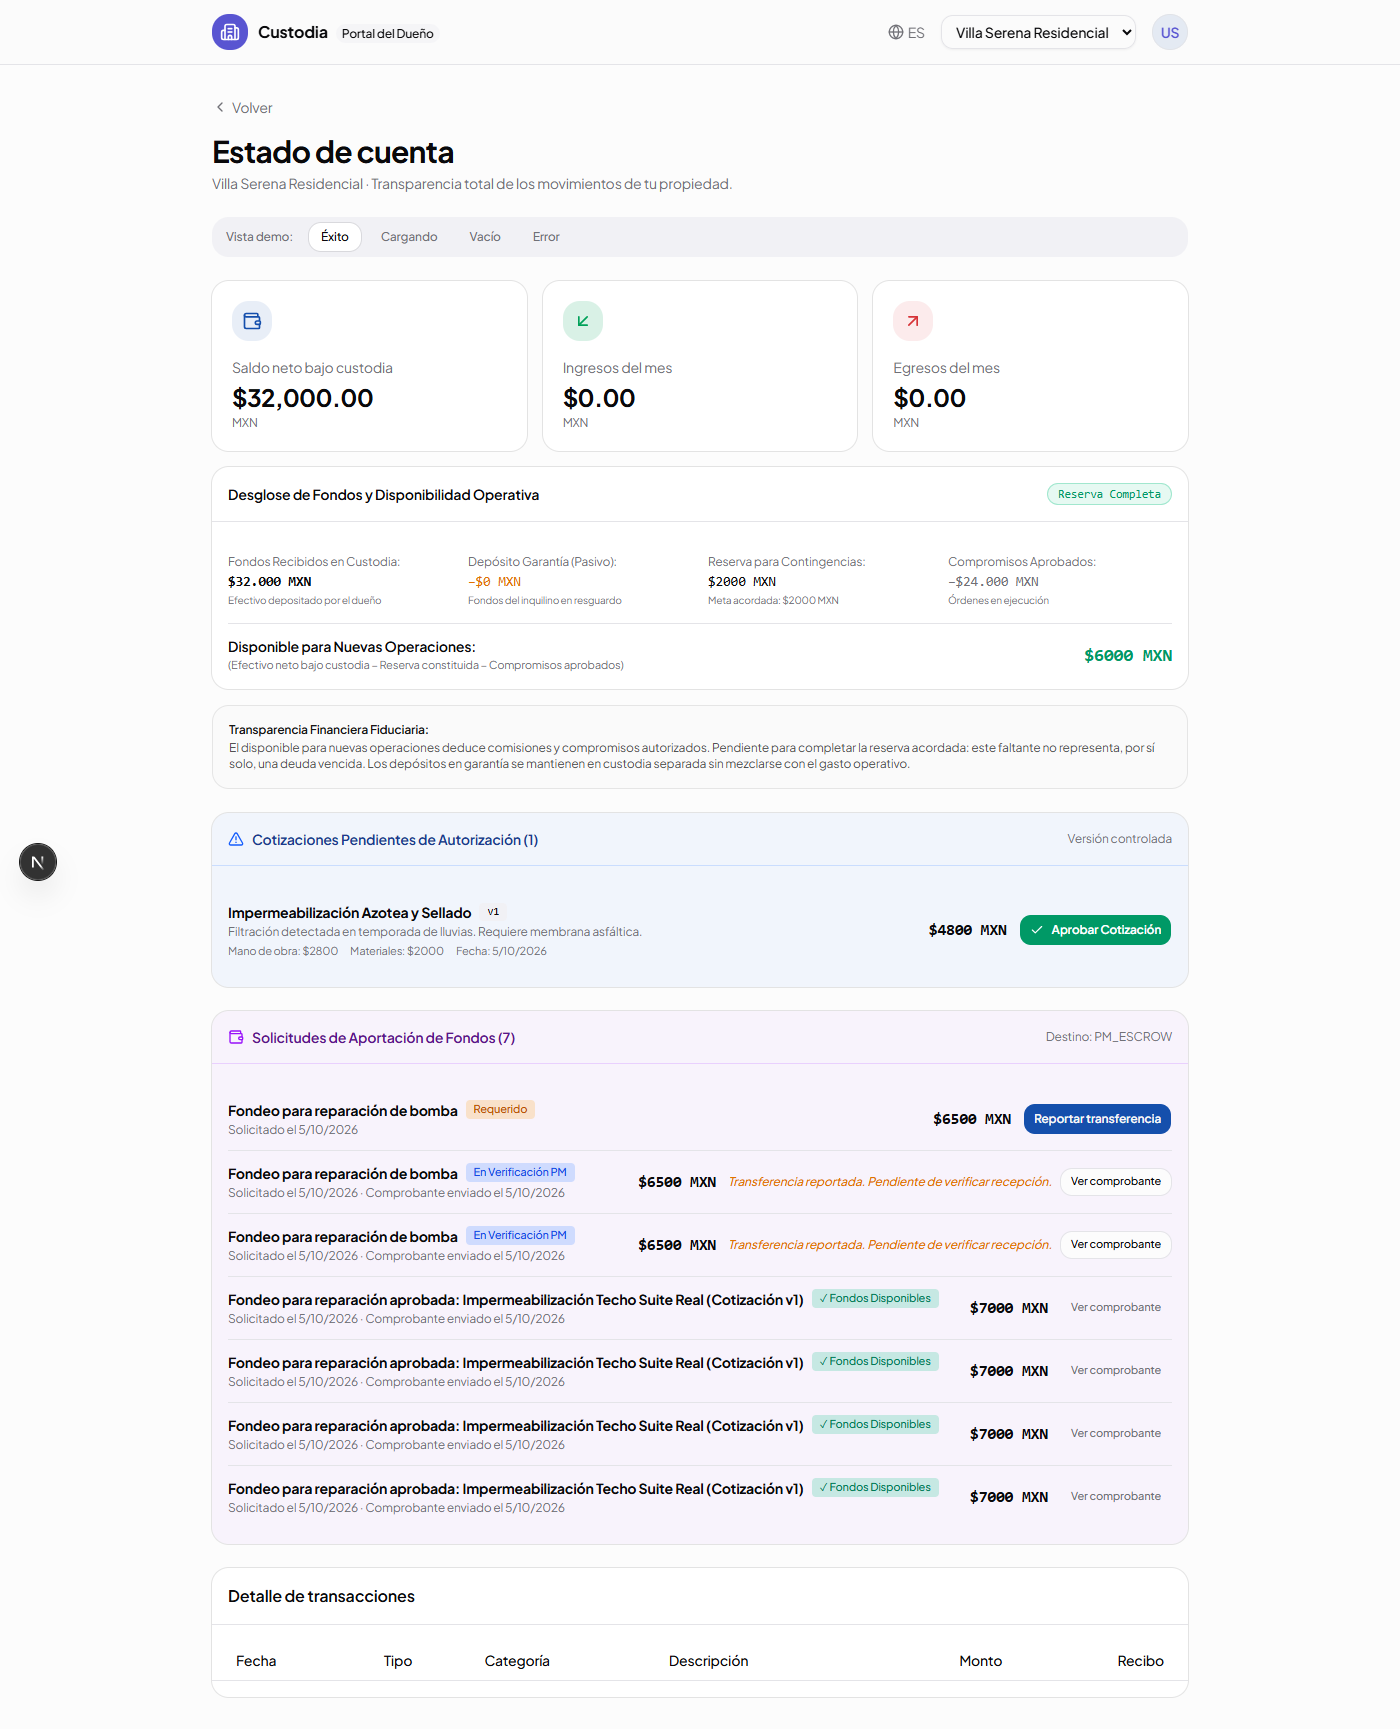 Custodia Portal del Dueño
ES
Villa Serena Residencial
US
Volver
Estado de cuenta
Villa Serena Residencial · Transparencia total de los movimientos de tu propiedad.
Vista demo: Éxito Cargando Vacío Error
Saldo neto bajo custodia
$32,000.00
MXN
Ingresos del mes
$0.00
MXN
Egresos del mes
$0.00
MXN
Desglose de Fondos y Disponibilidad Operativa
Reserva Completa
Fondos Recibidos en Custodia:
$32.000 MXN
Efectivo depositado por el dueño
Depósito Garantía (Pasivo):
-$0 MXN
Fondos del inquilino en resguardo
Reserva para Contingencias:
$2000 MXN
Meta acordada: $2000 MXN
Compromisos Aprobados:
-$24.000 MXN
Órdenes en ejecución
Disponible para Nuevas Operaciones:
(Efectivo neto bajo custodia – Reserva constituida – Compromisos aprobados)
$6000 MXN
Transparencia Financiera Fiduciaria:
El disponible para nuevas operaciones deduce comisiones y compromisos autorizados. Pendiente para completar la reserva acordada: este faltante no representa, por sí
solo, una deuda vencida. Los depósitos en garantía se mantienen en custodia separada sin mezclarse con el gasto operativo.
Cotizaciones Pendientes de Autorización (1)
Versión controlada
Impermeabilización Azotea y Sellado v1
Filtración detectada en temporada de lluvias. Requiere membrana asfáltica.
Mano de obra: $2800 Materiales: $2000 Fecha: 5/10/2026
$4800 MXN
Aprobar Cotización
N
Solicitudes de Aportación de Fondos (7)
Destino: PM_ESCROW
Fondeo para reparación de bomba Requerido
Solicitado el 5/10/2026
$6500 MXN
Reportar transferencia
Fondeo para reparación de bomba En Verificación PM
Solicitado el 5/10/2026 · Comprobante enviado el 5/10/2026
$6500 MXN Transferencia reportada. Pendiente de verificar recepción. Ver comprobante
Fondeo para reparación de bomba En Verificación PM
Solicitado el 5/10/2026 · Comprobante enviado el 5/10/2026
$6500 MXN Transferencia reportada. Pendiente de verificar recepción. Ver comprobante
Fondeo para reparación aprobada: Impermeabilización Techo Suite Real (Cotización v1) ✓ Fondos Disponibles
Solicitado el 5/10/2026 · Comprobante enviado el 5/10/2026
$7000 MXN Ver comprobante
Fondeo para reparación aprobada: Impermeabilización Techo Suite Real (Cotización v1) ✓ Fondos Disponibles
Solicitado el 5/10/2026 · Comprobante enviado el 5/10/2026
$7000 MXN Ver comprobante
Fondeo para reparación aprobada: Impermeabilización Techo Suite Real (Cotización v1) ✓ Fondos Disponibles
Solicitado el 5/10/2026 · Comprobante enviado el 5/10/2026
$7000 MXN Ver comprobante
Fondeo para reparación aprobada: Impermeabilización Techo Suite Real (Cotización v1) ✓ Fondos Disponibles
Solicitado el 5/10/2026 · Comprobante enviado el 5/10/2026
$7000 MXN Ver comprobante
Detalle de transacciones
Fecha Tipo Categoría Descripción Monto Recibo